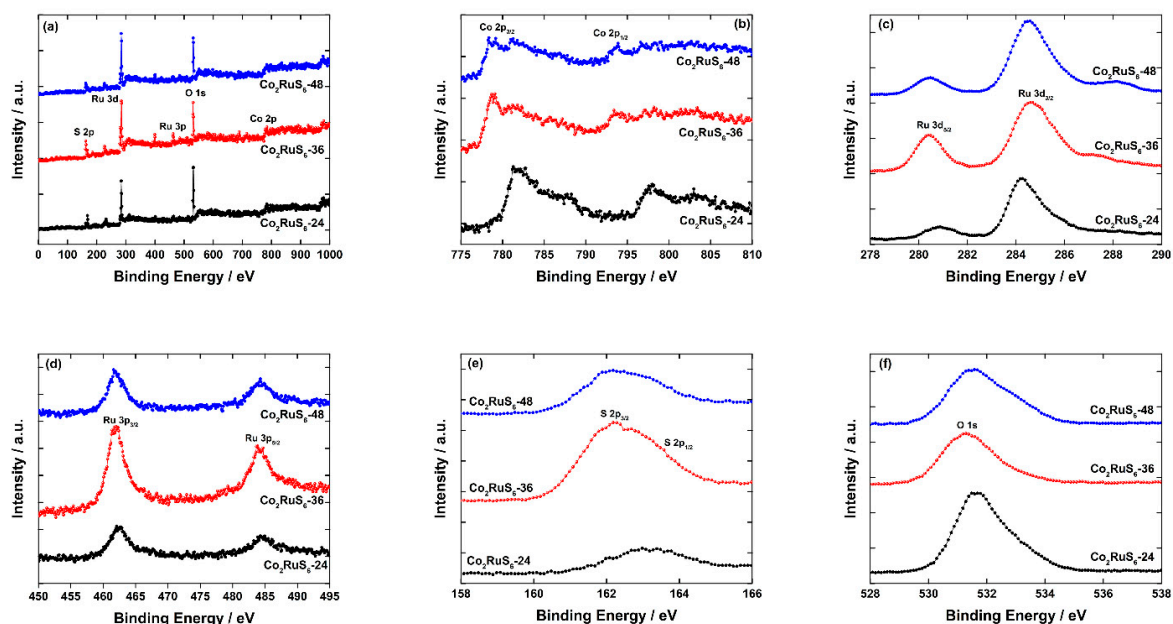 (a)
Co₂RuS₆-48
Ru 3d
O 1s
S 2p
Ru 3p
Co 2p
Co₂RuS₆-36
Co₂RuS₆-24
0 100 200 300 400 500 600 700 800 900 1000
Binding Energy / eV
Intensity / a.u.
(b)
Co 2p₃/₂
Co 2p₁/₂
Co₂RuS₆-48
Co₂RuS₆-36
Co₂RuS₆-24
775 780 785 790 795 800 805 810
Binding Energy / eV
Intensity / a.u.
(c)
Co₂RuS₆-48
Ru 3d₃/₂
Ru 3d₅/₂
Co₂RuS₆-36
Co₂RuS₆-24
278 280 282 284 286 288 290
Binding Energy / eV
Intensity / a.u.
(d)
Co₂RuS₆-48
Ru 3p₃/₂
Ru 3p₅/₂
Co₂RuS₆-36
Co₂RuS₆-24
450 455 460 465 470 475 480 485 490 495
Binding Energy / eV
Intensity / a.u.
(e)
Co₂RuS₆-48
S 2p₃/₂
S 2p₁/₂
Co₂RuS₆-36
Co₂RuS₆-24
158 160 162 164 166
Binding Energy / eV
Intensity / a.u.
(f)
Co₂RuS₆-48
O 1s
Co₂RuS₆-36
Co₂RuS₆-24
528 530 532 534 536 538
Binding Energy / eV
Intensity / a.u.